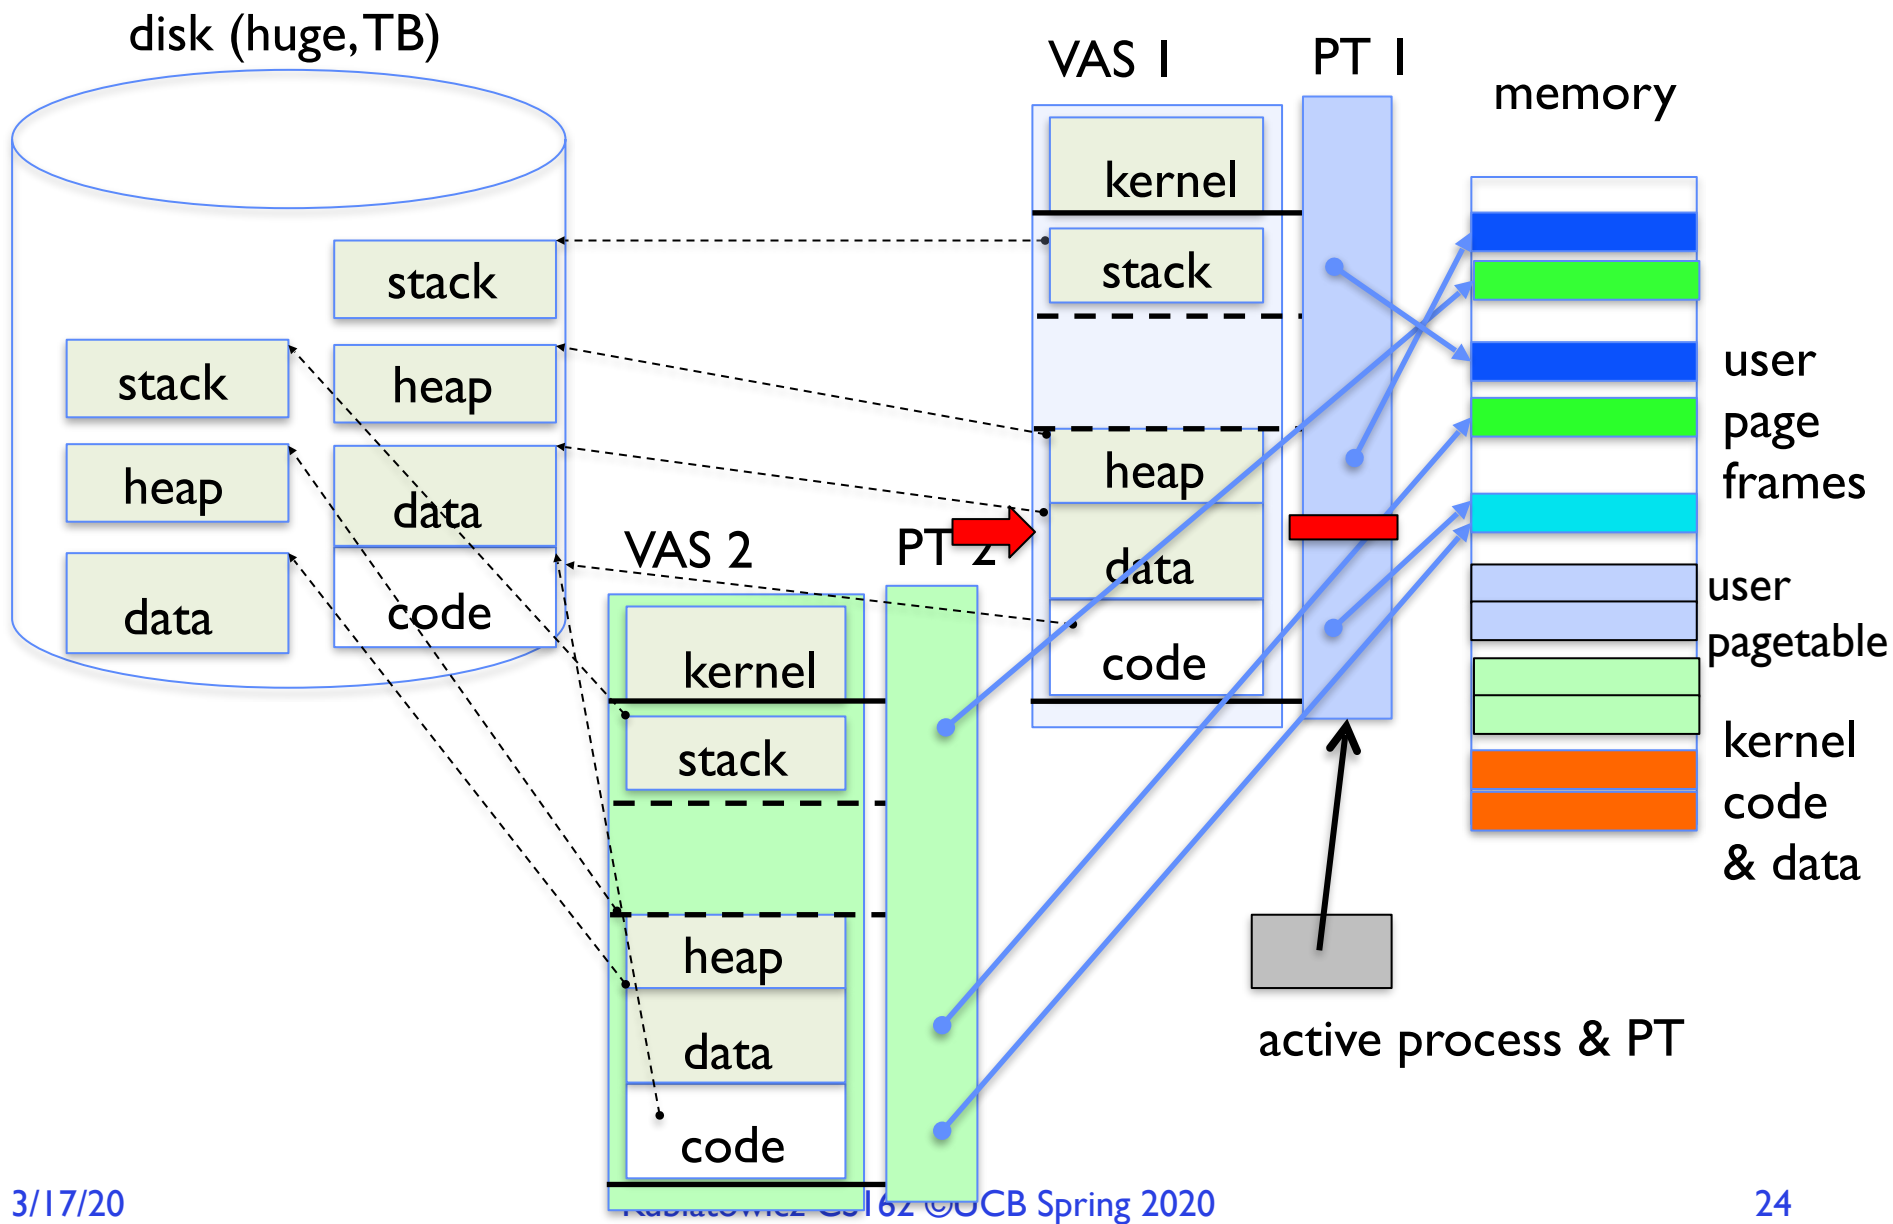 disk (huge, TB)
VAS 1
PT 1
memory
kernel
stack
stack
heap
heap
data
stack
heap
data
code
data
code
VAS 2
PT 2
kernel
stack
heap
data
code
user
page
frames
user
pagetable
kernel
code
& data
active process & PT
3/17/20
Kubiatowicz CS162 ©UCB Spring 2020
24